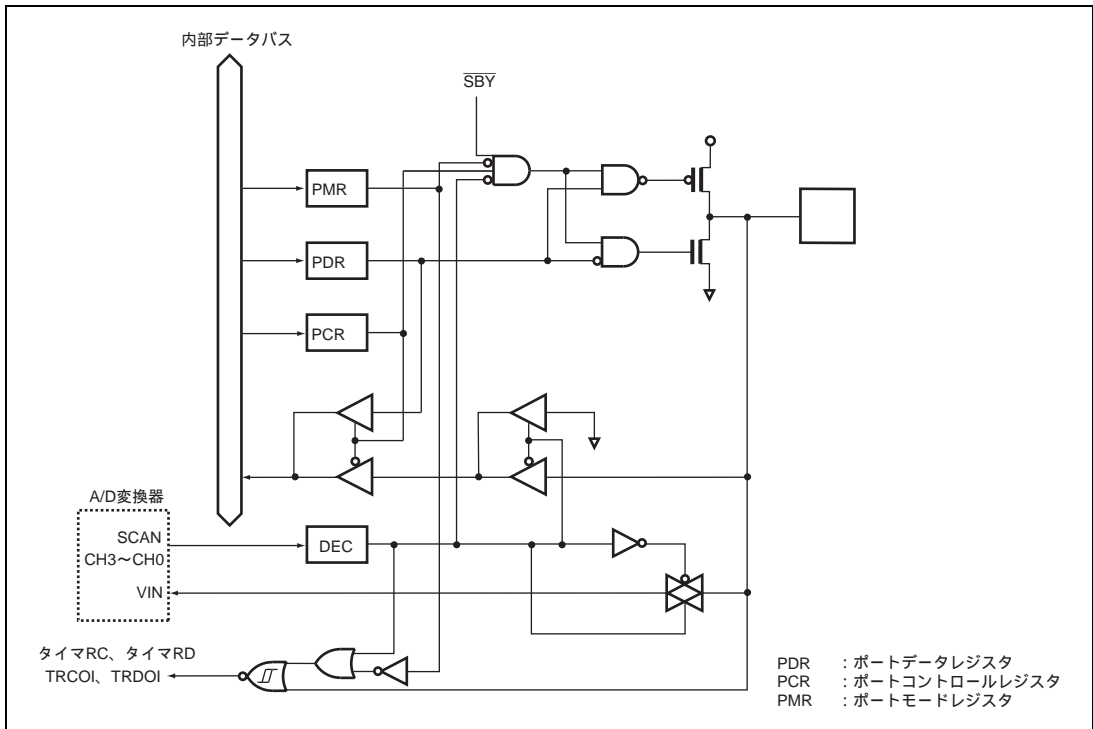 内部データバス
S̅B̅Y̅
PMR
PDR
PCR
A/D変換器
SCAN
CH3～CH0
VIN
DEC
タイマRC、タイマRD
TRCOI、TRDOI
PDR ：ポートデータレジスタ
PCR ：ポートコントロールレジスタ
PMR ：ポートモードレジスタ